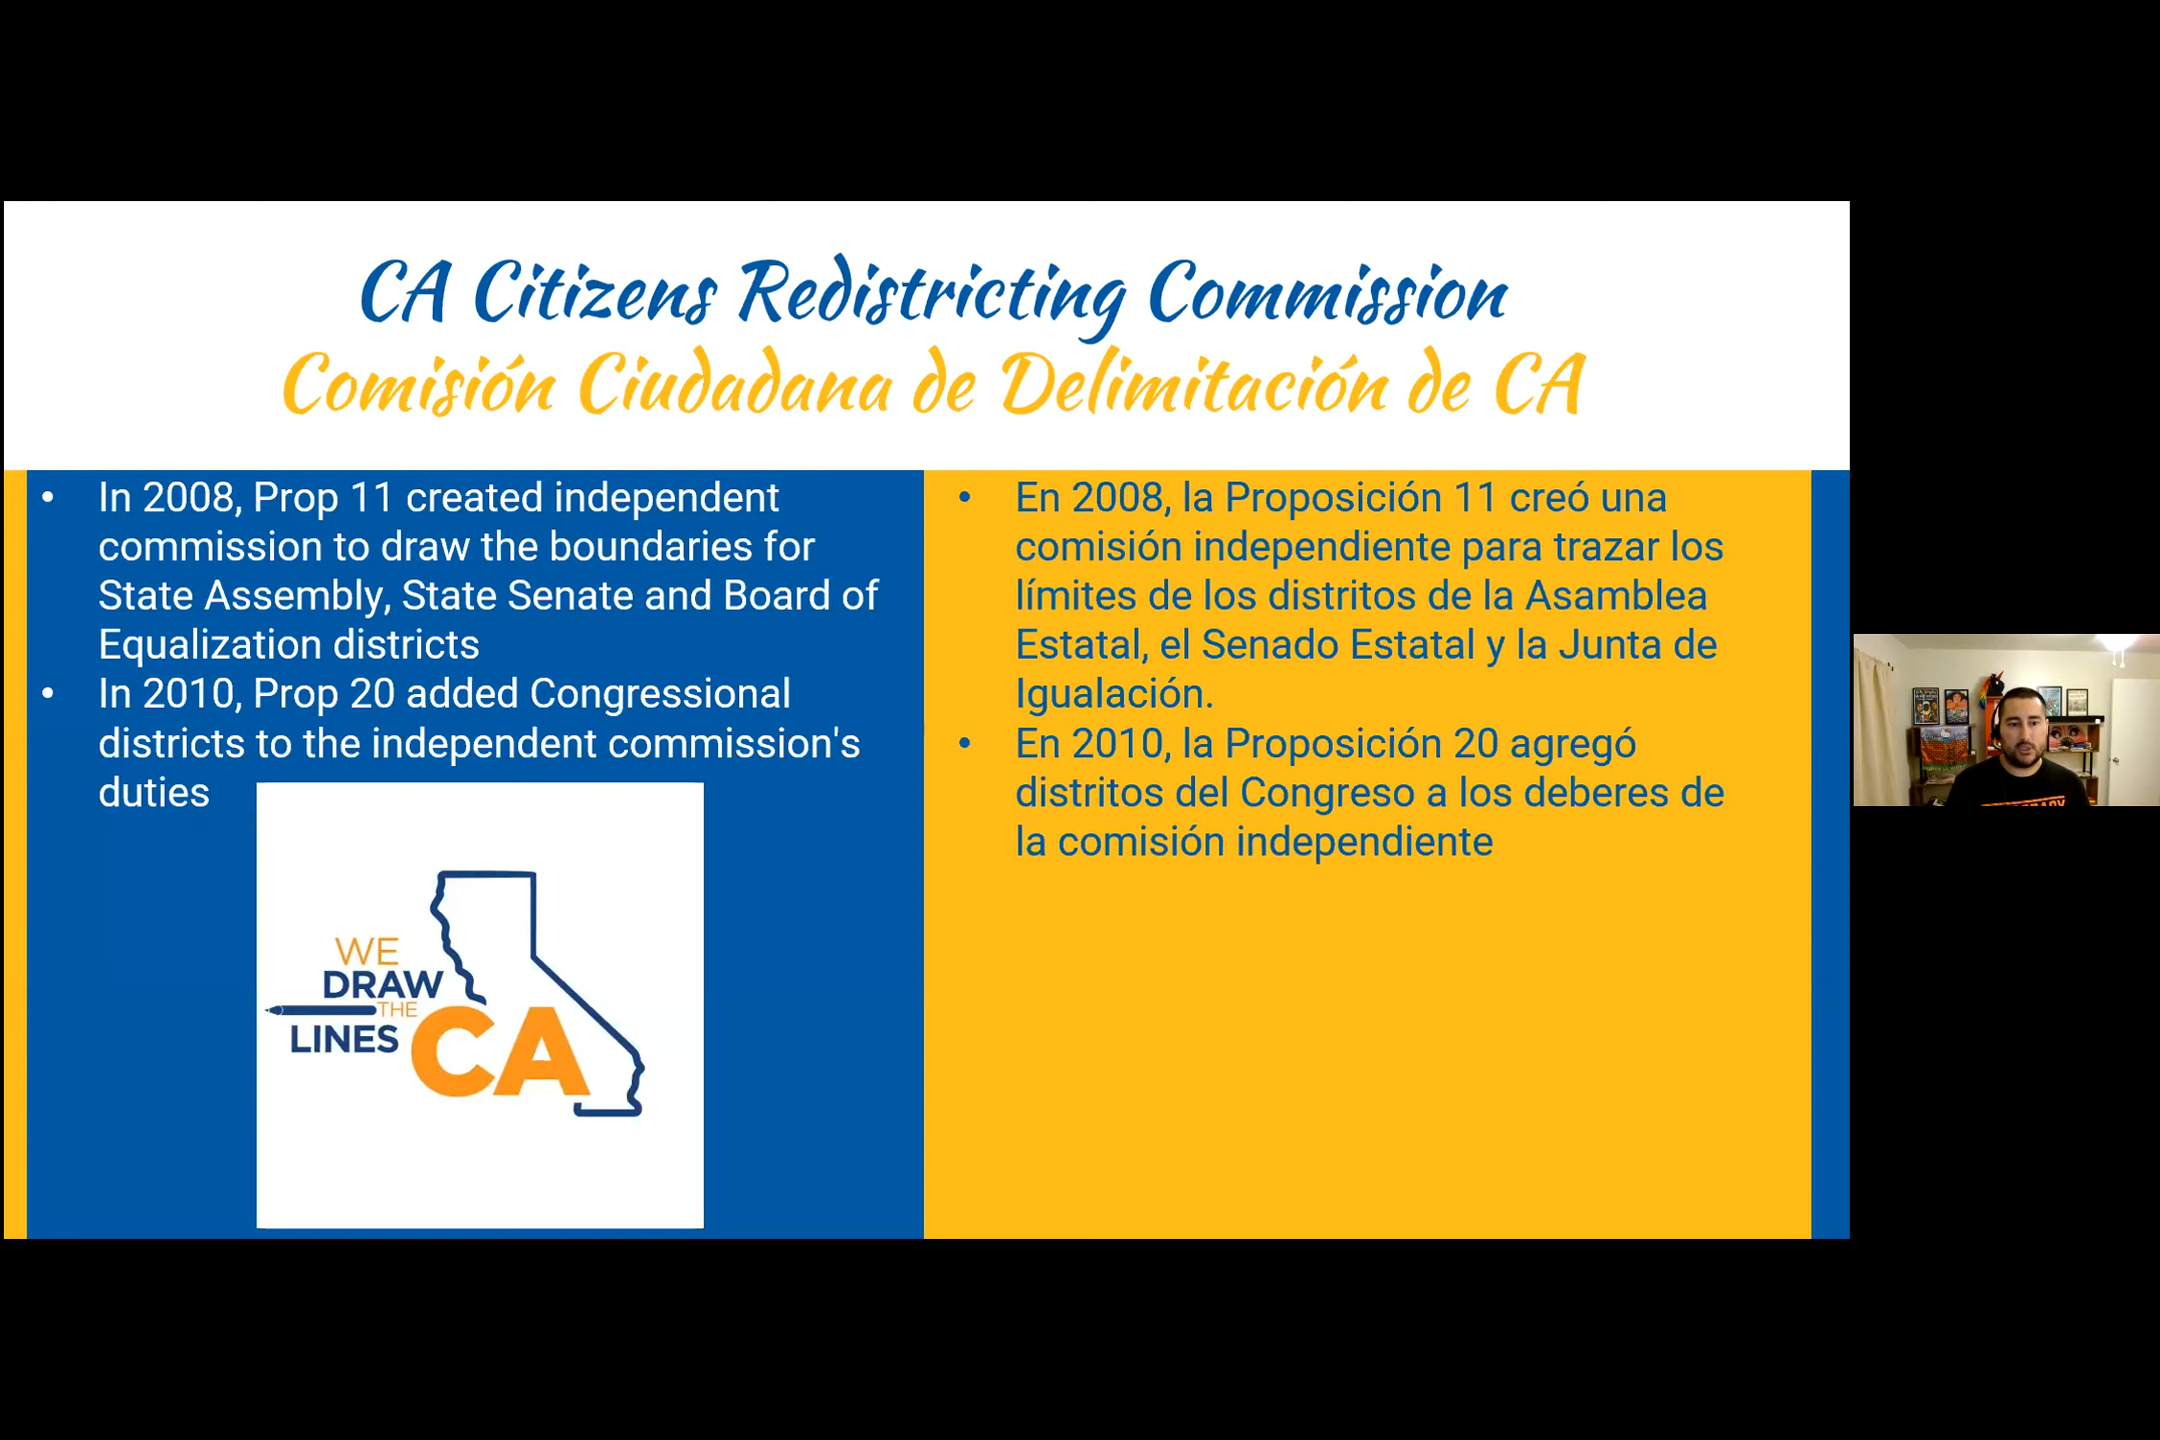 CA Citizens Redistricting Commission
Comisión Ciudadana de Delimitación de CA
• In 2008, Prop 11 created independent
commission to draw the boundaries for
State Assembly, State Senate and Board of
Equalization districts
• In 2010, Prop 20 added Congressional
districts to the independent commission's
duties
WE
DRAW
THE
LINES
CA
• En 2008, la Proposición 11 creó una
comisión independiente para trazar los
límites de los distritos de la Asamblea
Estatal, el Senado Estatal y la Junta de
Igualación.
• En 2010, la Proposición 20 agregó
distritos del Congreso a los deberes de
la comisión independiente